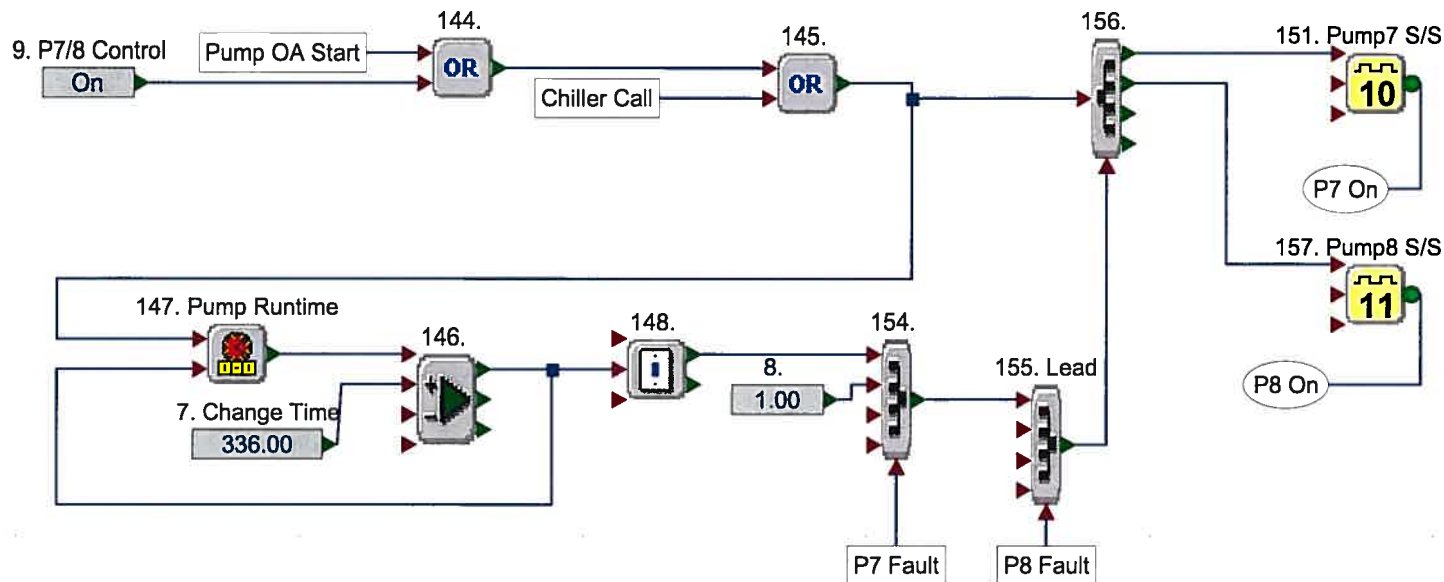 144.
156.
9. P7/8 Control
Pump OA Start
145.
151. Pump7 S/S
On
OR
OR
10
Chiller Call
P7 On
157. Pump8 S/S
11
147. Pump Runtime
146.
148.
154.
8.
155. Lead
P8 On
1.00
7. Change Time
336.00
P7 Fault
P8 Fault